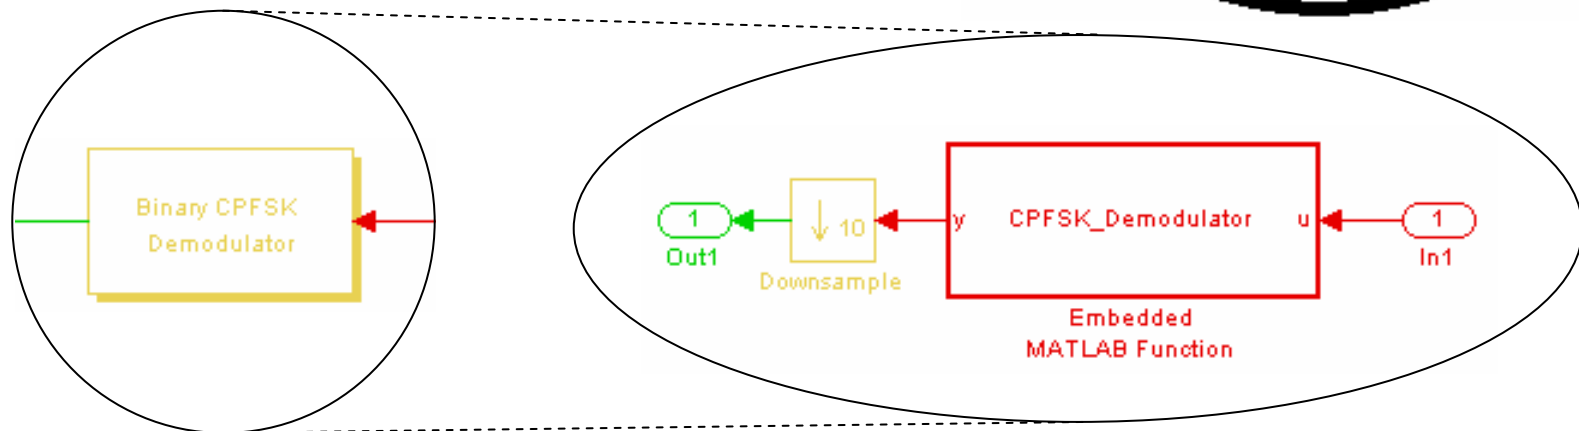 Binary CPFSK
Demodulator
1
Out1
10
Downsample
y
CPFSK_Demodulator
u
Embedded
MATLAB Function
1
In1